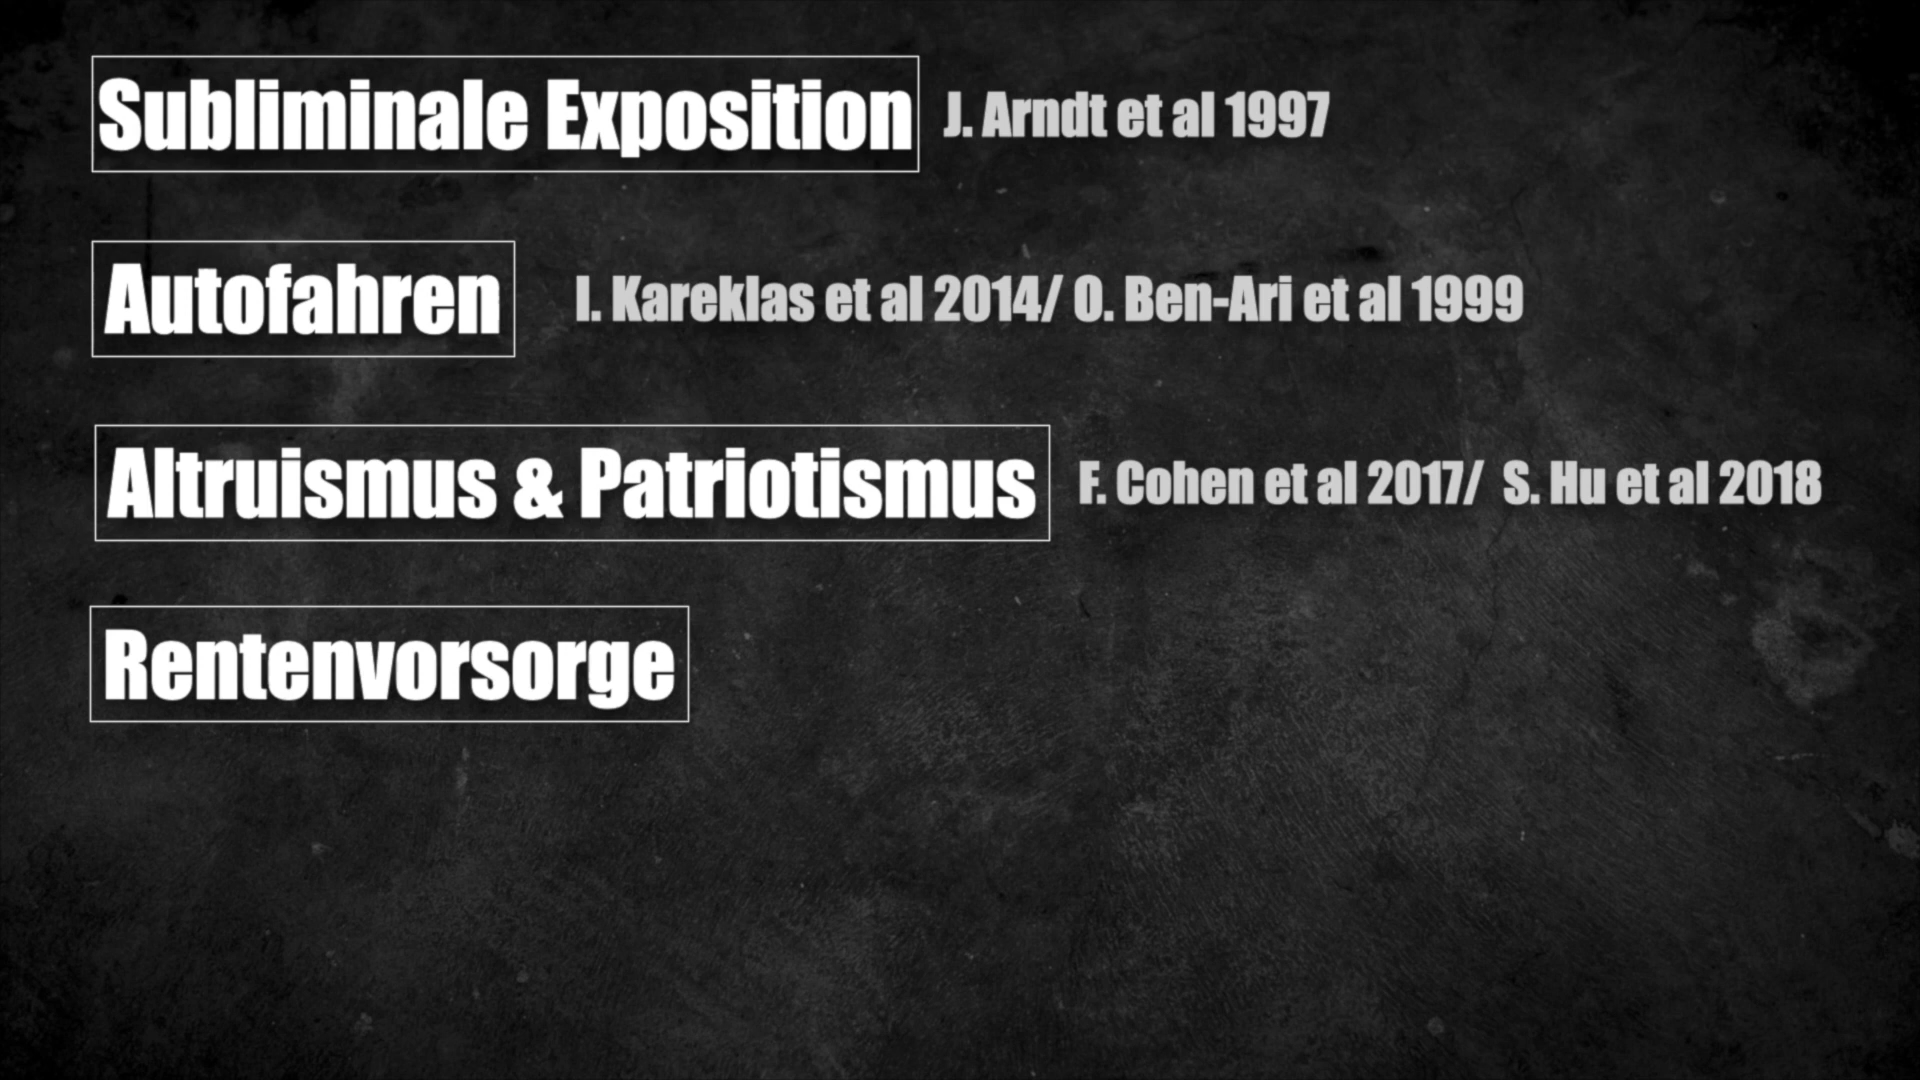 Subliminale Exposition J. Arndt et al 1997
Autofahren I. Kareklas et al 2014/ O. Ben-Ari et al 1999
Altruismus & Patriotismus F. Cohen et al 2017/ S. Hu et al 2018
Rentenvorsorge